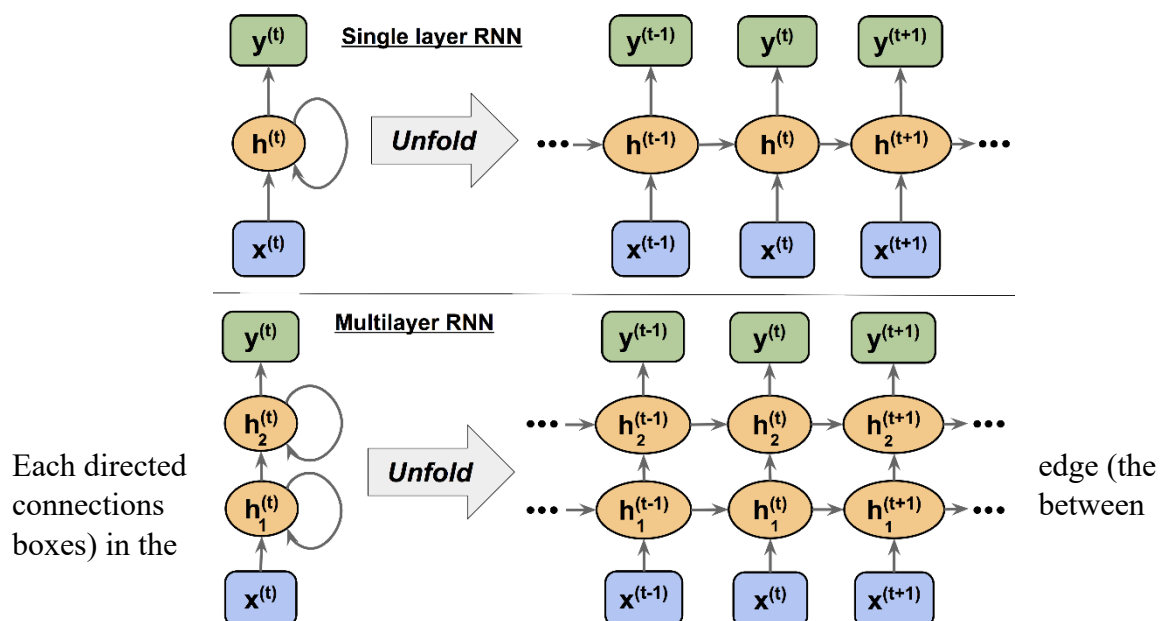 y(t) Single layer RNN y(t-1) y(t) y(t+1)
h(t) Unfold ••• h(t-1) h(t) h(t+1) •••
x(t) x(t-1) x(t) x(t+1)
y(t) Multilayer RNN y(t-1) y(t) y(t+1)
h2(t) ••• h2(t-1) h2(t) h2(t+1) •••
Unfold
Each directed edge (the
connections h1(t) ••• h1(t-1) h1(t) h1(t+1) ••• between
boxes) in the
x(t) x(t-1) x(t) x(t+1)